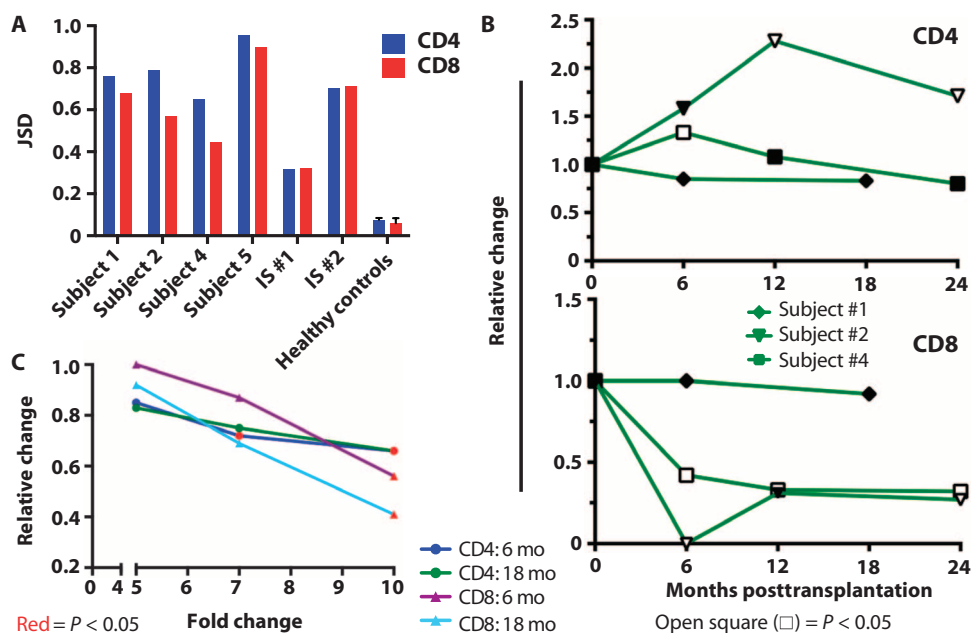 A
1.0
0.8
0.6
0.4
0.2
0
JSD
CD4
CD8
Subject 1
Subject 2
Subject 4
Subject 5
IS #1
IS #2
Healthy controls
B
CD4
2.5
2.0
1.5
1.0
0.5
0
0
6
12
18
24
Relative change
CD8
1.5
1.0
0.5
0
Subject #1
Subject #2
Subject #4
0
6
12
18
24
Months posttransplantation
Open square (□) = P < 0.05
C
1.0
0.8
0.6
0.4
0.2
Relative change
0
4
5
6
7
8
9
10
Fold change
Red = P < 0.05
CD4: 6 mo
CD4: 18 mo
CD8: 6 mo
CD8: 18 mo